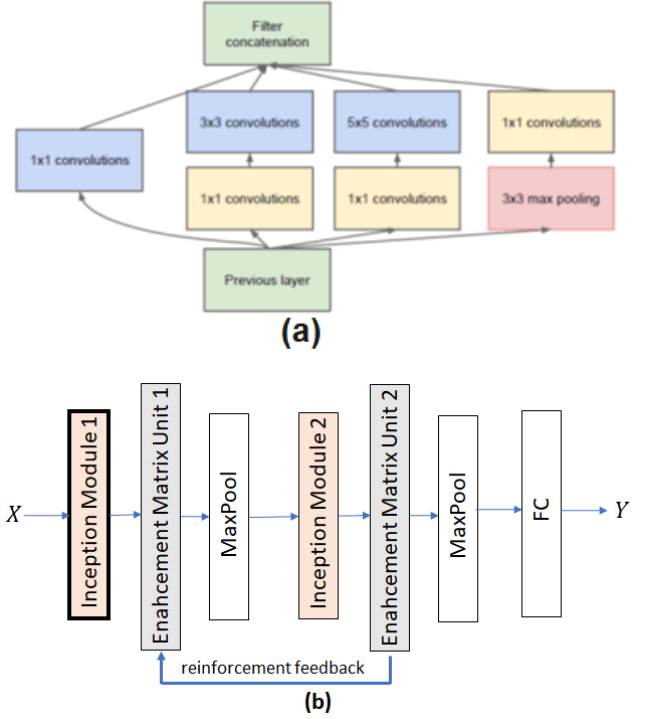 Filter
concatenation
3x3 convolutions
5x5 convolutions
1x1 convolutions
1x1 convolutions
1x1 convolutions
1x1 convolutions
3x3 max pooling
Previous layer
(a)
X
Inception Module 1
Enahcement Matrix Unit 1
MaxPool
Inception Module 2
Enahcement Matrix Unit 2
MaxPool
FC
Y
reinforcement feedback
(b)